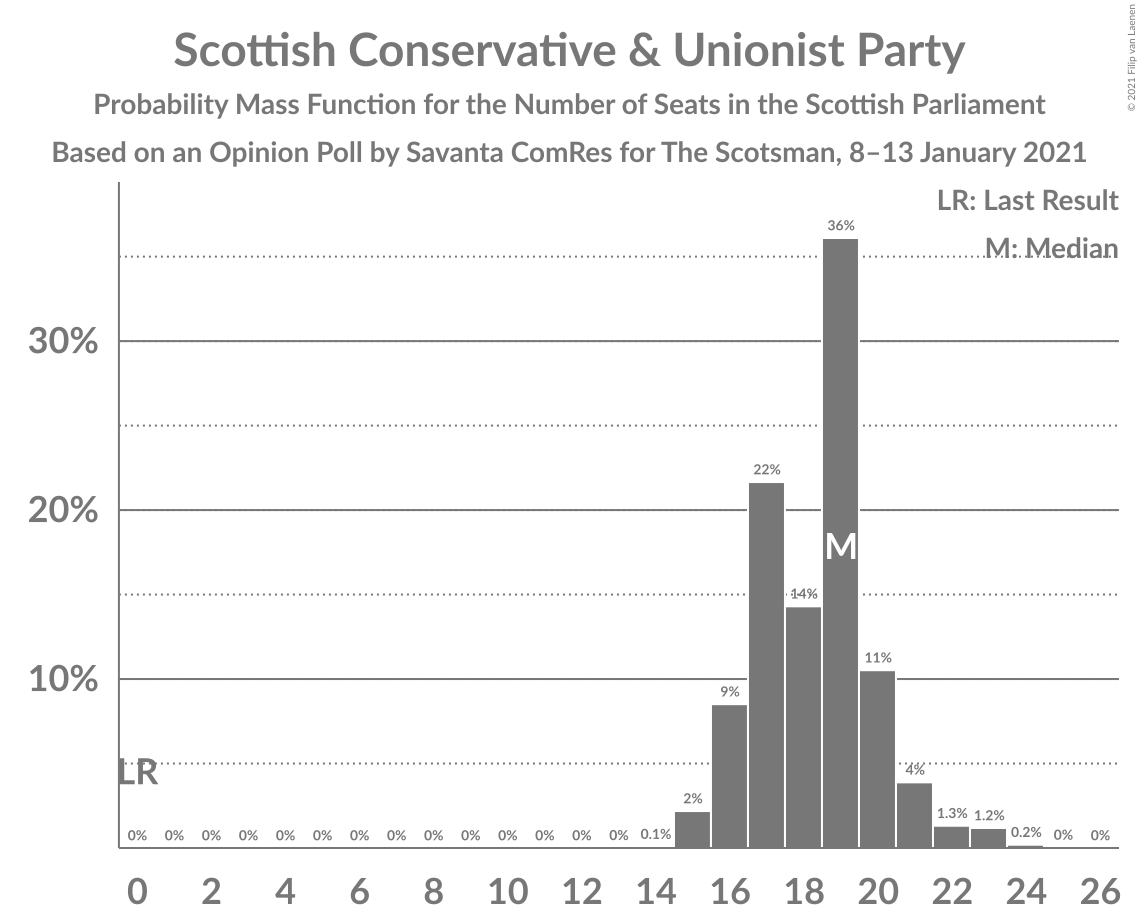 Scottish Conservative & Unionist Party
Probability Mass Function for the Number of Seats in the Scottish Parliament
Based on an Opinion Poll by Savanta ComRes for The Scotsman, 8–13 January 2021
© 2021 Filip van Laenen
LR: Last Result
M: Median
36%
30%
22%
20%
M
14%
11%
10%
9%
LR
4%
0% 0% 0% 0% 0% 0% 0% 0% 0% 0% 0% 0% 0% 0% 0.1% 2% 1.3% 1.2% 0.2% 0% 0%
0 2 4 6 8 10 12 14 16 18 20 22 24 26